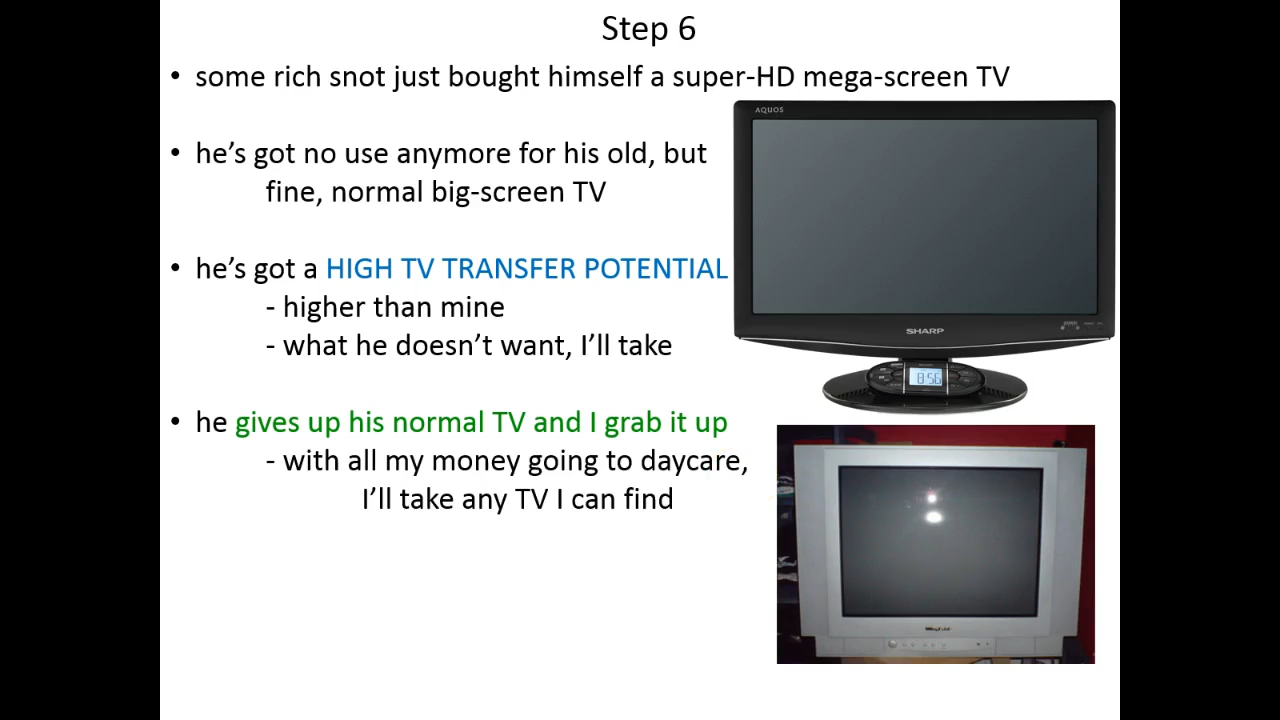 Step 6
• some rich snot just bought himself a super-HD mega-screen TV
• he's got no use anymore for his old, but
fine, normal big-screen TV
• he's got a HIGH TV TRANSFER POTENTIAL
- higher than mine
- what he doesn't want, I'll take
• he gives up his normal TV and I grab it up
- with all my money going to daycare,
I'll take any TV I can find
AQUOS
SHARP
8:56